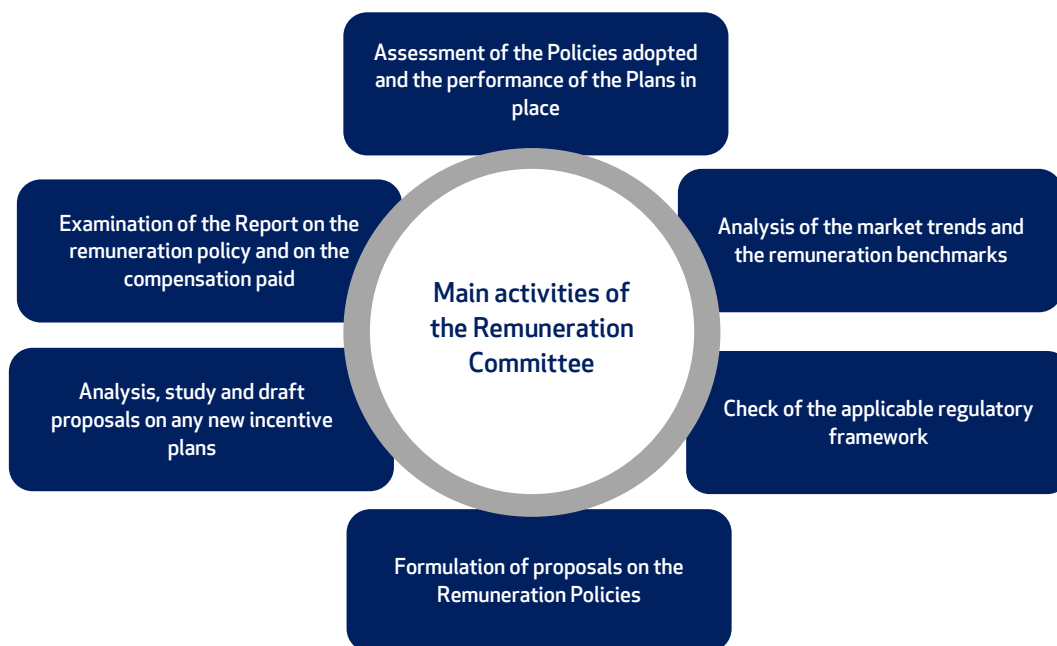 Assessment of the Policies adopted
and the performance of the Plans in
place
Examination of the Report on the
remuneration policy and on the
compensation paid
Analysis of the market trends and
the remuneration benchmarks
Main activities of
the Remuneration
Committee
Analysis, study and draft
proposals on any new incentive
plans
Check of the applicable regulatory
framework
Formulation of proposals on the
Remuneration Policies